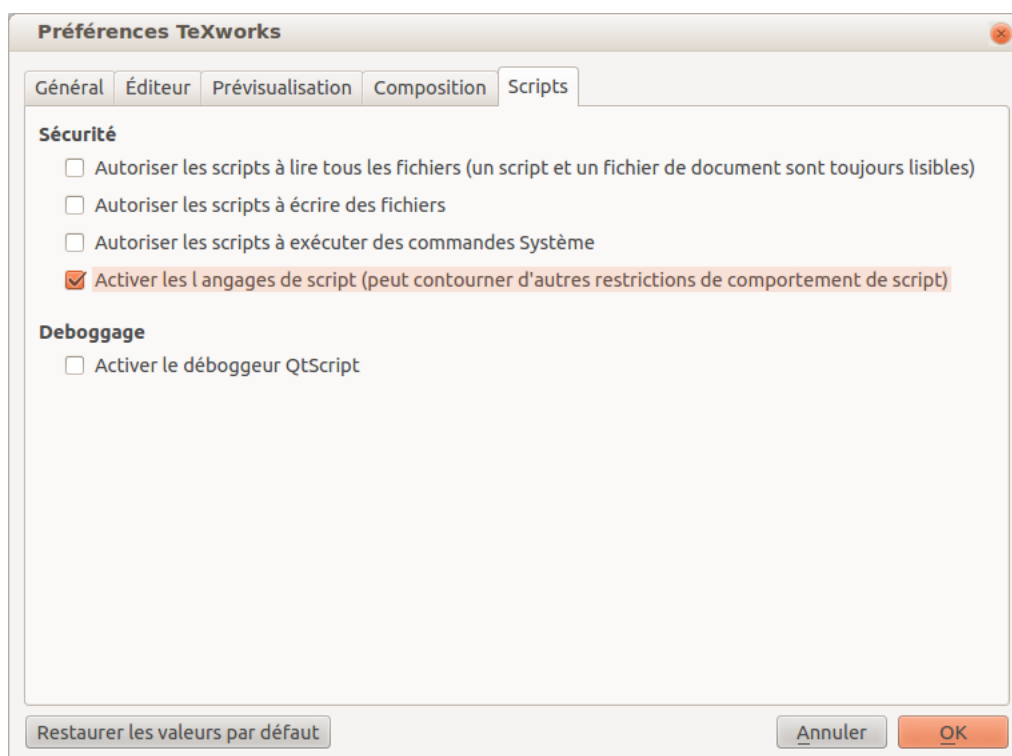 Préférences TeXworks
Général Éditeur Prévisualisation Composition Scripts
Sécurité
Autoriser les scripts à lire tous les fichiers (un script et un fichier de document sont toujours lisibles)
Autoriser les scripts à écrire des fichiers
Autoriser les scripts à exécuter des commandes Système
Activer les l angages de script (peut contourner d'autres restrictions de comportement de script)
Deboggage
Activer le déboggeur QtScript
Restaurer les valeurs par défaut Annuler OK